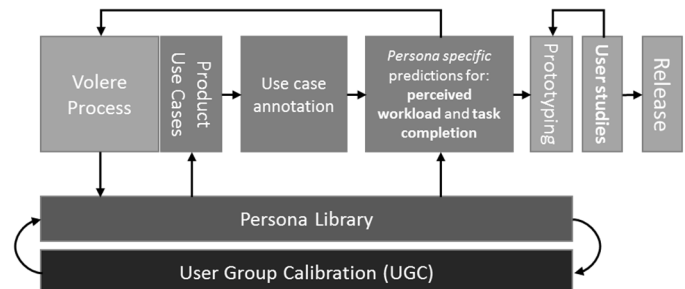 Volere
Process
Product
Use Cases
Use case
annotation
Persona specific
predictions for:
perceived
workload and task
completion
Prototyping
User studies
Release
Persona Library
User Group Calibration (UGC)